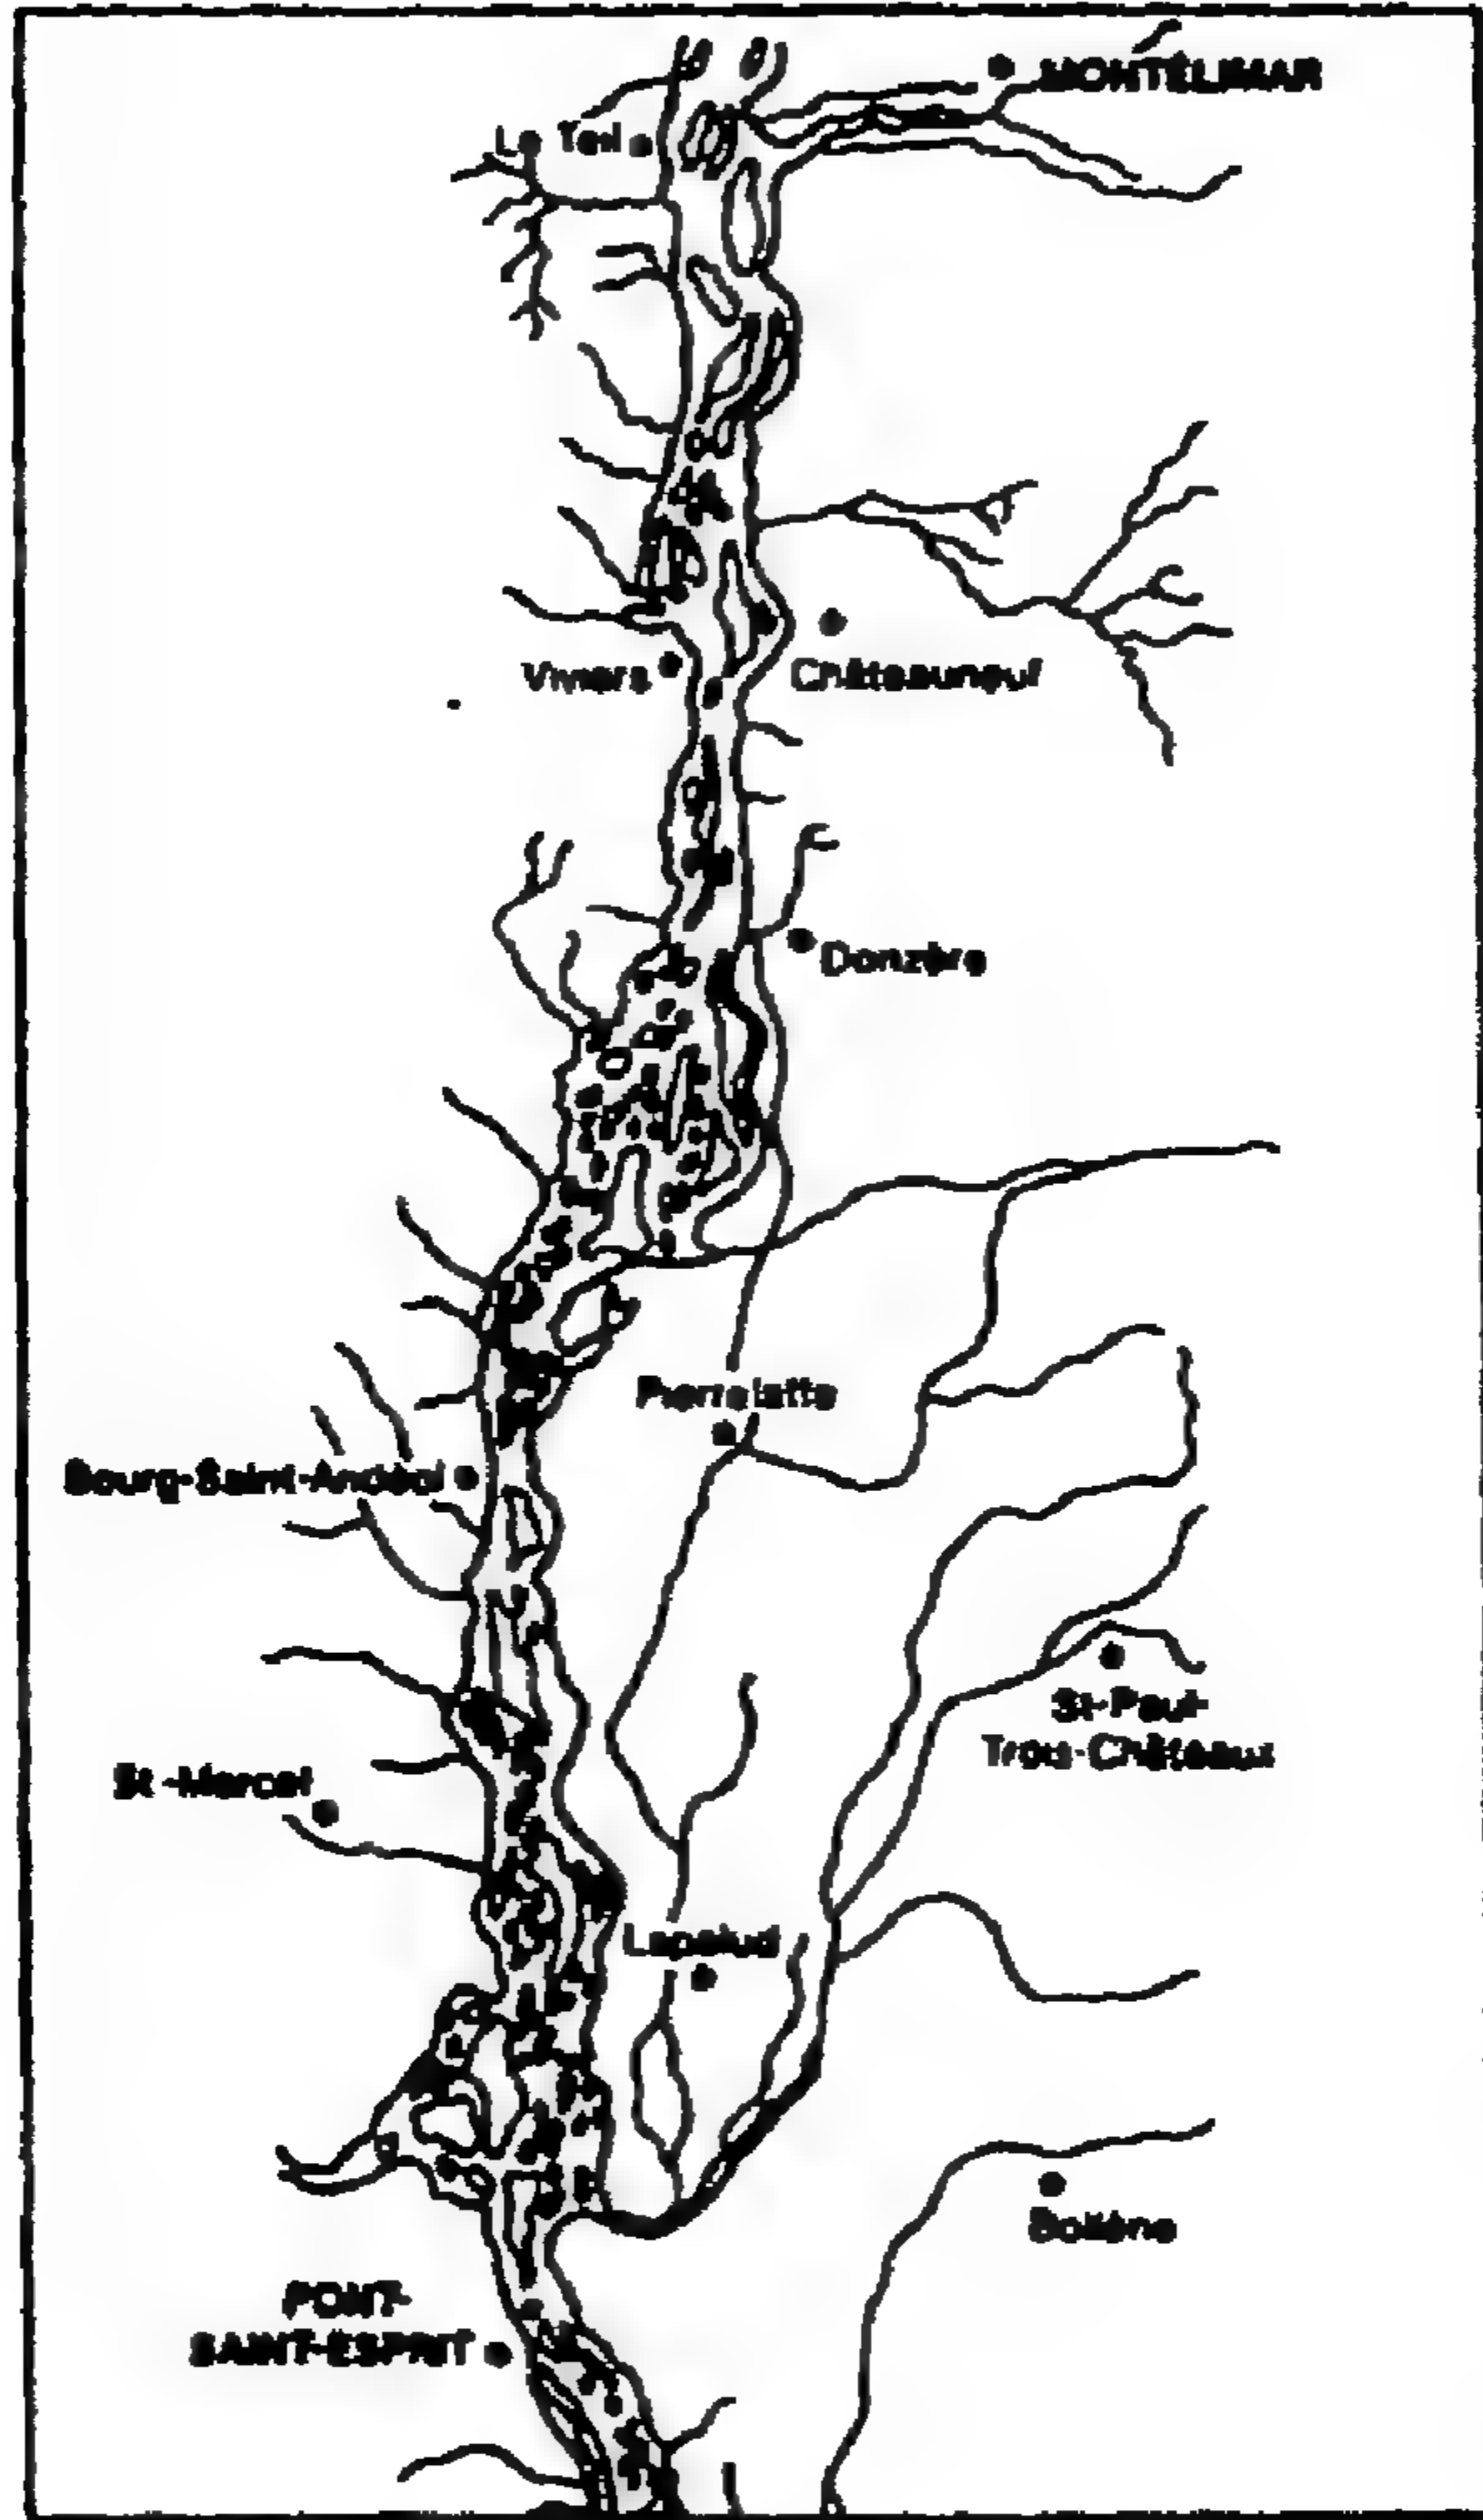 MONTÉLIMAR
Le Teil
Viviers
Châteauneuf
Donzère
Pierrelatte
Bourg-Saint-Andéol
St-Paul-
Trois-Châteaux
St-Marcel
Lapalud
Bollène
PONT-
SAINT-ESPRIT